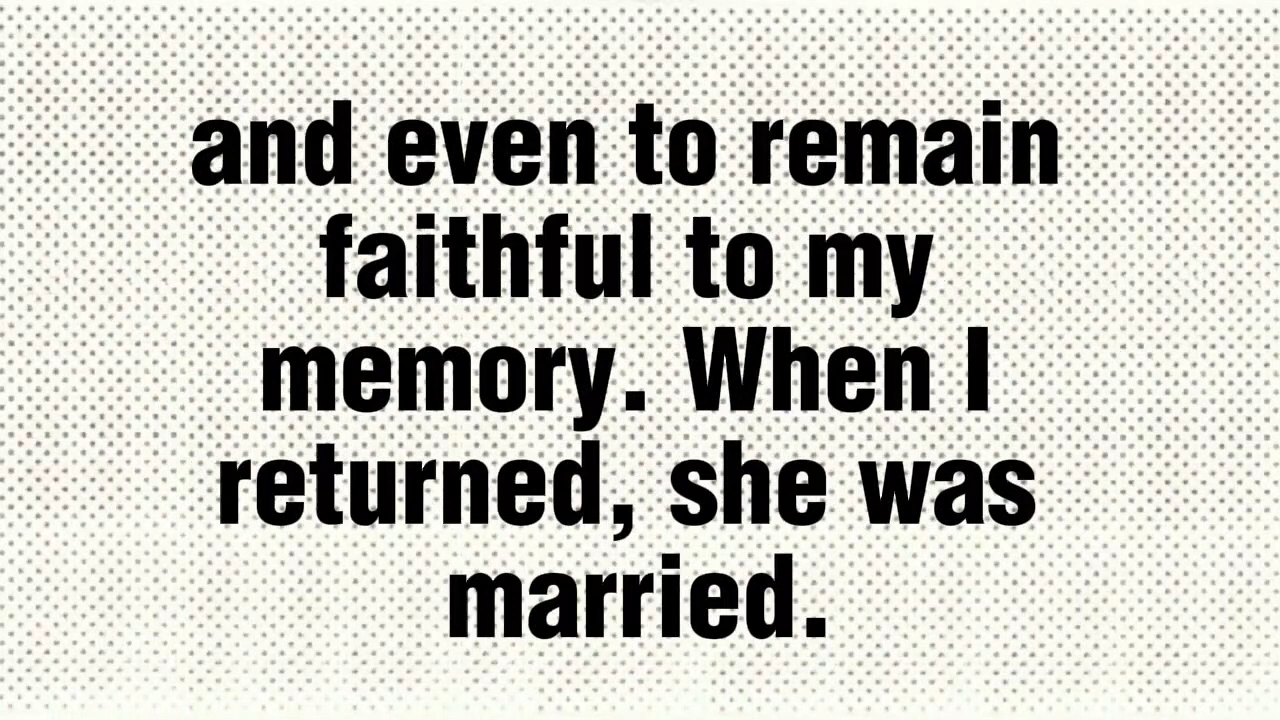 and even to remain
faithful to my
memory. When I
returned, she was
married.